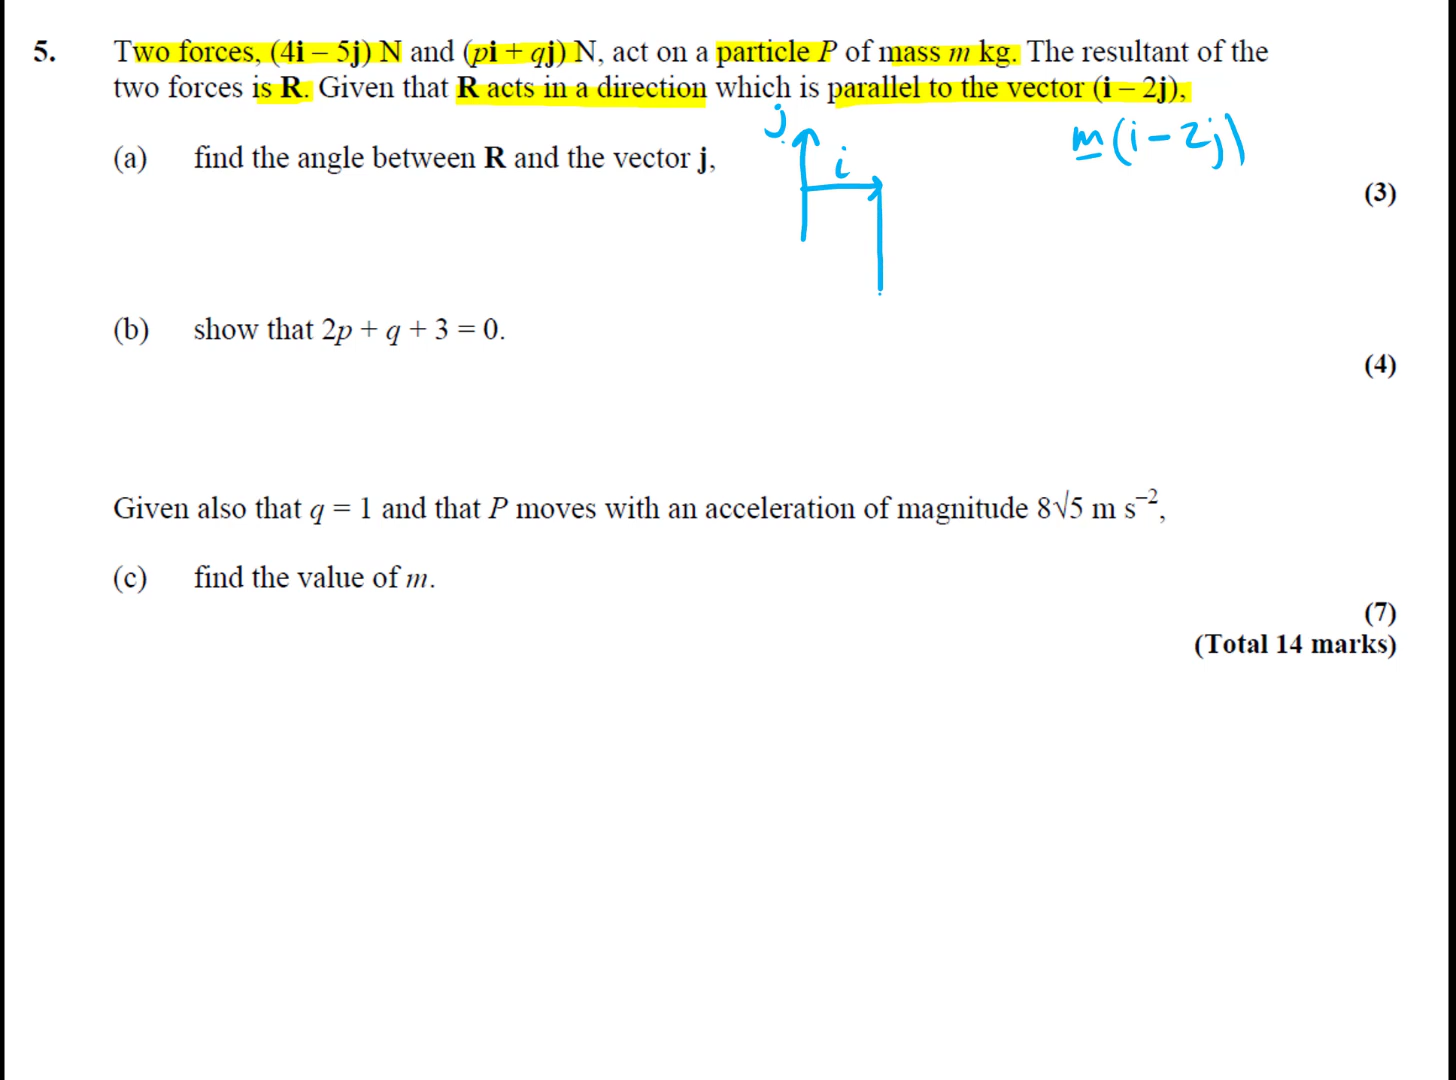 5. Two forces, (4i – 5j) N and (pi + qj) N, act on a particle P of mass m kg. The resultant of the
two forces is R. Given that R acts in a direction which is parallel to the vector (i – 2j),
j
m(i-2j)
i
(a) find the angle between R and the vector j,
(3)
(b) show that 2p + q + 3 = 0.
(4)
Given also that q = 1 and that P moves with an acceleration of magnitude 8√5 m s⁻²,
(c) find the value of m.
(7)
(Total 14 marks)